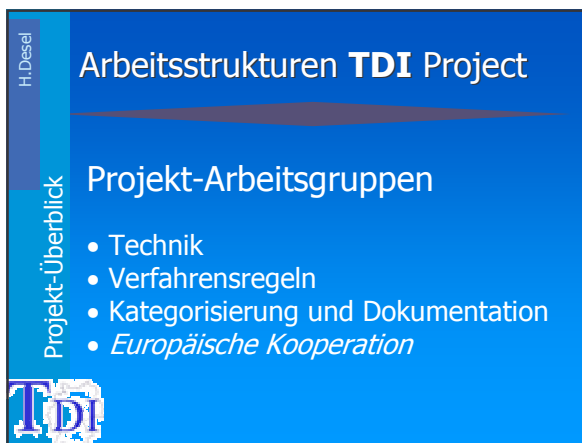 H.Desel
Arbeitsstrukturen TDI Project
Projekt-Überblick
Projekt-Arbeitsgruppen
• Technik
• Verfahrensregeln
• Kategorisierung und Dokumentation
• Europäische Kooperation
TDI